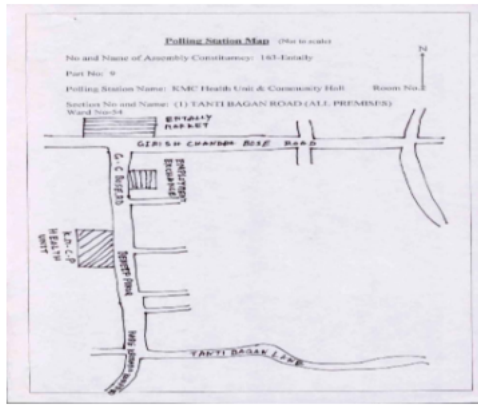 Polling Station Map (Not to scale)
N
No and Name of Assembly Constituency: 163-Entally
Part No: 9
Polling Station Name: KMC Health Unit & Community Hall Room No.2
Section No and Name: (1) TANTI BAGAN ROAD (ALL PREMISES)
Ward No-54
ENTALLY
MARKET
GIRISH CHANDRA BOSE ROAD
G.C BOSE RD
EMPLOYMENT
EXCHANGE
HEALTH
UNIT
TANTI BAGAN LANE